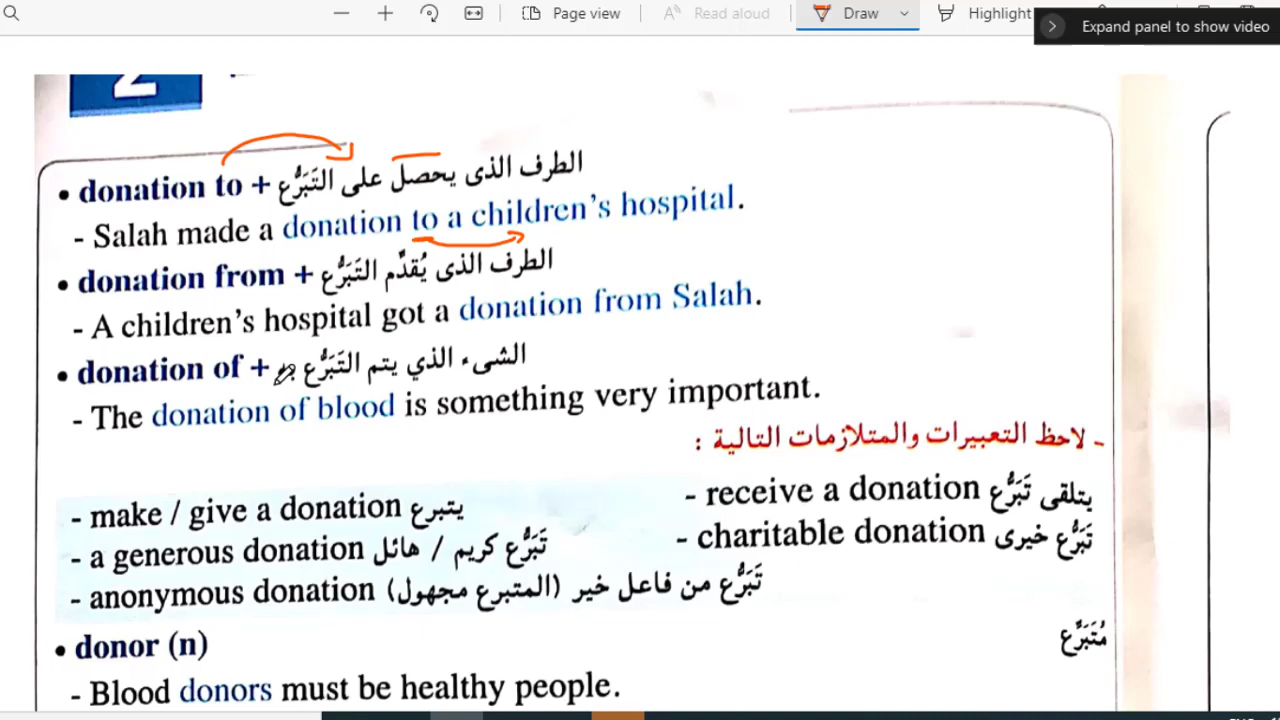 Page view
Read aloud
Draw
Highlight
Expand panel to show video
2
• donation to + الطرف الذى يحصل على التَبَرُّع
- Salah made a donation to a children's hospital.
• donation from + الطرف الذى يُقدِّم التَبَرُّع
- A children's hospital got a donation from Salah.
• donation of + الشىء الذي يتم التَبَرُّع به
- The donation of blood is something very important.
- لاحظ التعبيرات والمتلازمات التالية :
- make / give a donation يتبرع
- receive a donation يتلقى تَبَرُّع
- a generous donation تَبَرُّع كريم / هائل
- charitable donation تَبَرُّع خيرى
- anonymous donation تَبَرُّع من فاعل خير (المتبرع مجهول)
• donor (n) مُتَبَرِّع
- Blood donors must be healthy people.